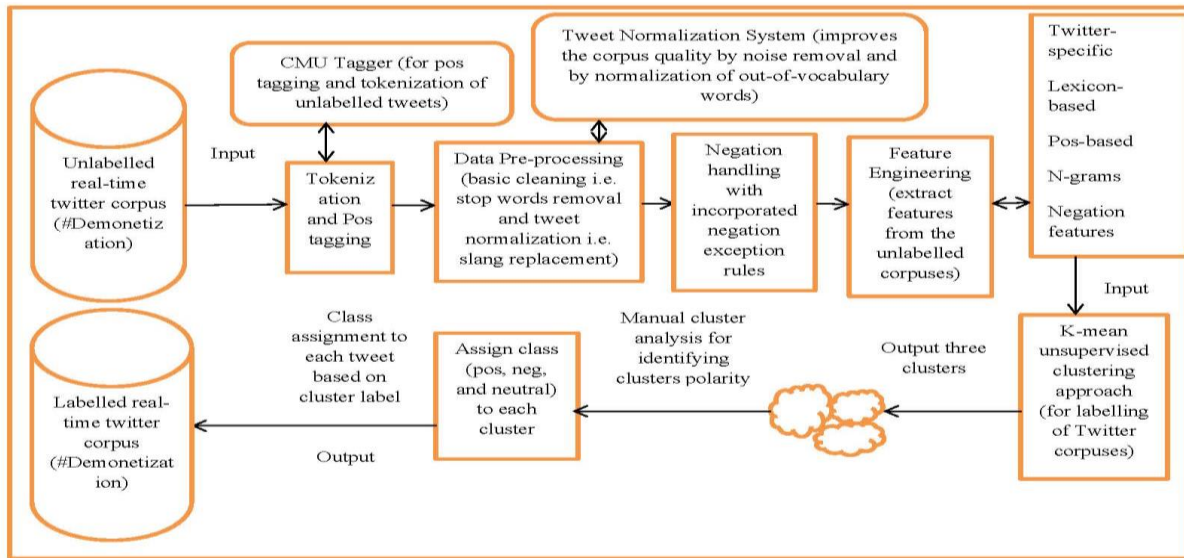 CMU Tagger (for pos
tagging and tokenization of
unlabelled tweets)
Tweet Normalization System (improves
the corpus quality by noise removal and
by normalization of out-of-vocabulary
words)
Twitter-
specific
Lexicon-
based
Pos-based
N-grams
Negation
features
Unlabelled
real-time
twitter corpus
(#Demonetiz
ation)
Input
Tokeniz
ation
and Pos
tagging
Data Pre-processing
(basic cleaning i.e.
stop words removal
and tweet
normalization i.e.
slang replacement)
Negation
handling
with
incorporated
negation
exception
rules
Feature
Engineering
(extract
features
from the
unlabelled
corpuses)
Input
K-mean
unsupervised
clustering
approach
(for labelling
of Twitter
corpuses)
Output three
clusters
Manual cluster
analysis for
identifying
clusters polarity
Assign class
(pos, neg,
and neutral)
to each
cluster
Class
assignment to
each tweet
based on
cluster label
Output
Labelled real-
time twitter
corpus
(#Demonetizat
ion)